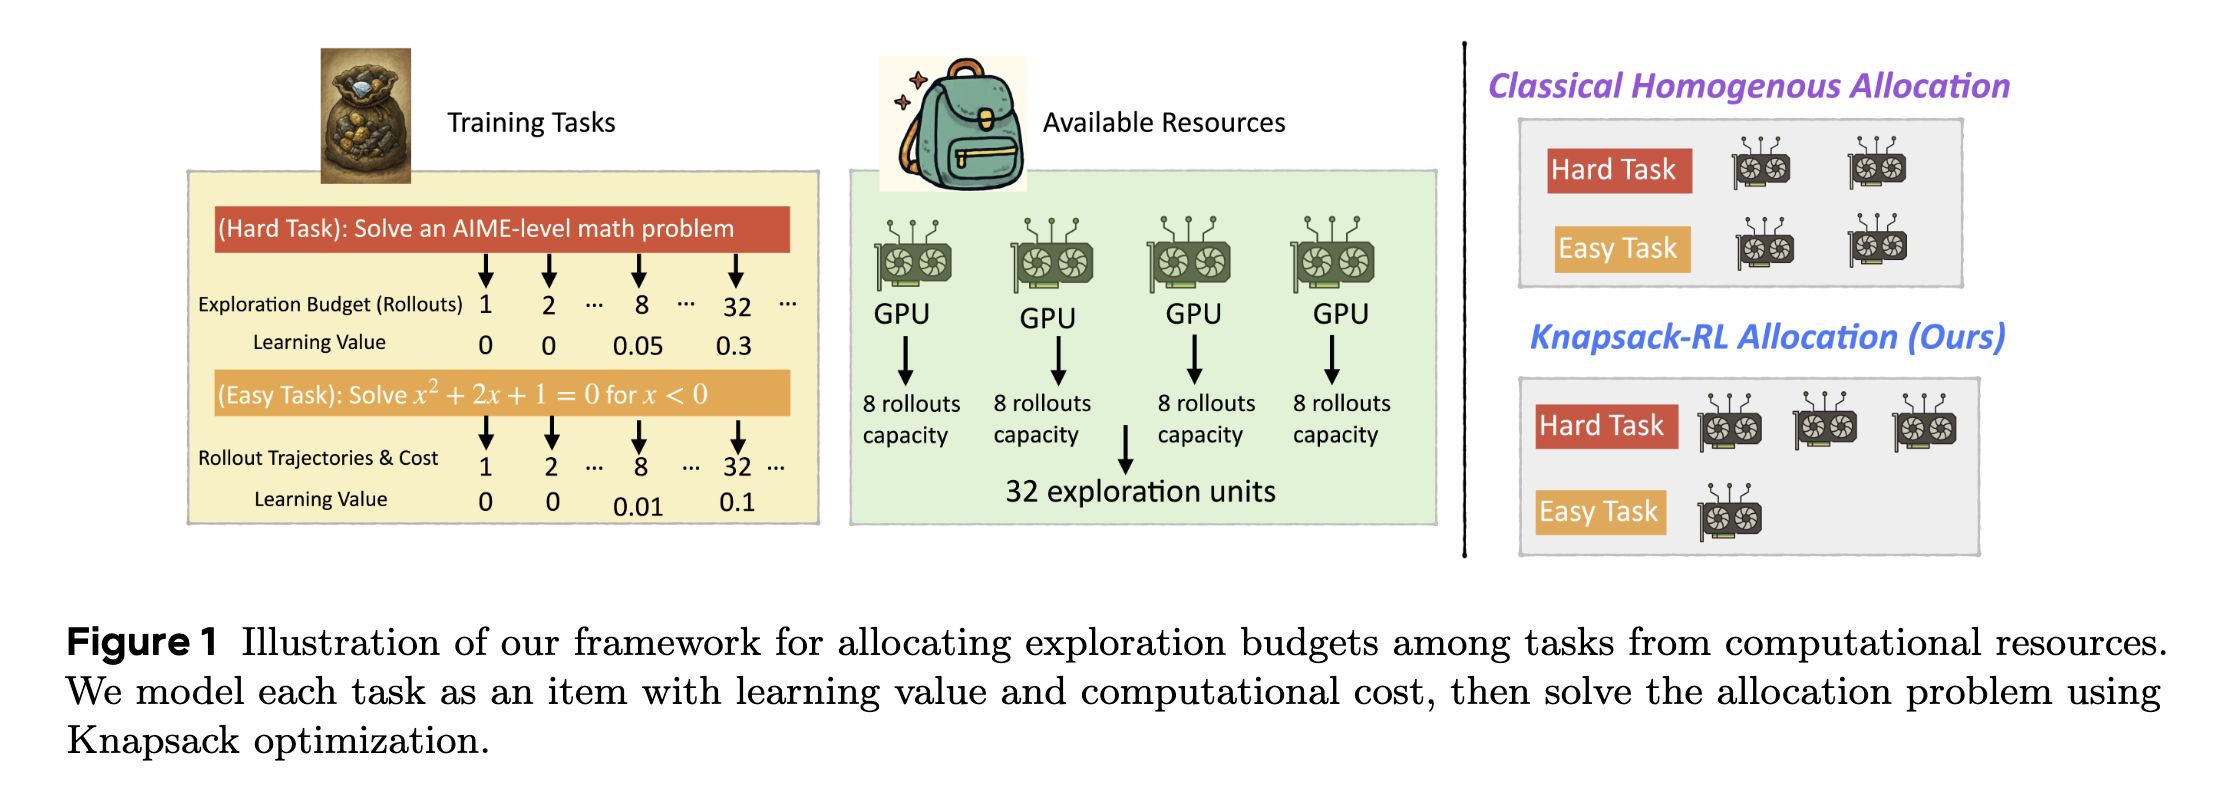 Training Tasks
(Hard Task): Solve an AIME-level math problem
Exploration Budget (Rollouts) 1 2 ... 8 ... 32 ...
Learning Value 0 0 0.05 0.3
(Easy Task): Solve x² + 2x + 1 = 0 for x < 0
Rollout Trajectories & Cost 1 2 ... 8 ... 32 ...
Learning Value 0 0 0.01 0.1
Available Resources
GPU GPU GPU GPU
8 rollouts 8 rollouts 8 rollouts 8 rollouts
capacity capacity capacity capacity
32 exploration units
Classical Homogenous Allocation
Hard Task
Easy Task
Knapsack-RL Allocation (Ours)
Hard Task
Easy Task
Figure 1 Illustration of our framework for allocating exploration budgets among tasks from computational resources.
We model each task as an item with learning value and computational cost, then solve the allocation problem using
Knapsack optimization.